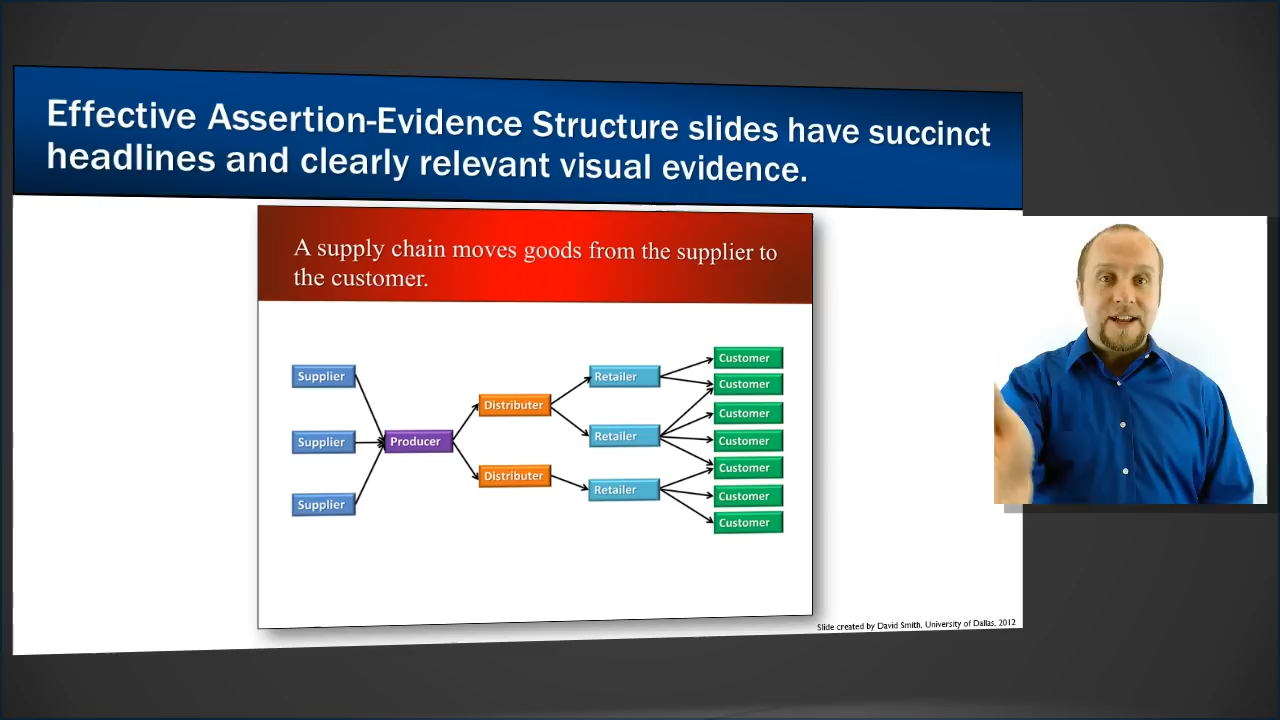 Effective Assertion-Evidence Structure slides have succinct
headlines and clearly relevant visual evidence.
A supply chain moves goods from the supplier to
the customer.
Supplier
Supplier
Supplier
Producer
Distributer
Distributer
Retailer
Retailer
Retailer
Customer
Customer
Customer
Customer
Customer
Customer
Customer
Slide created by David Smith, University of Dallas, 2012